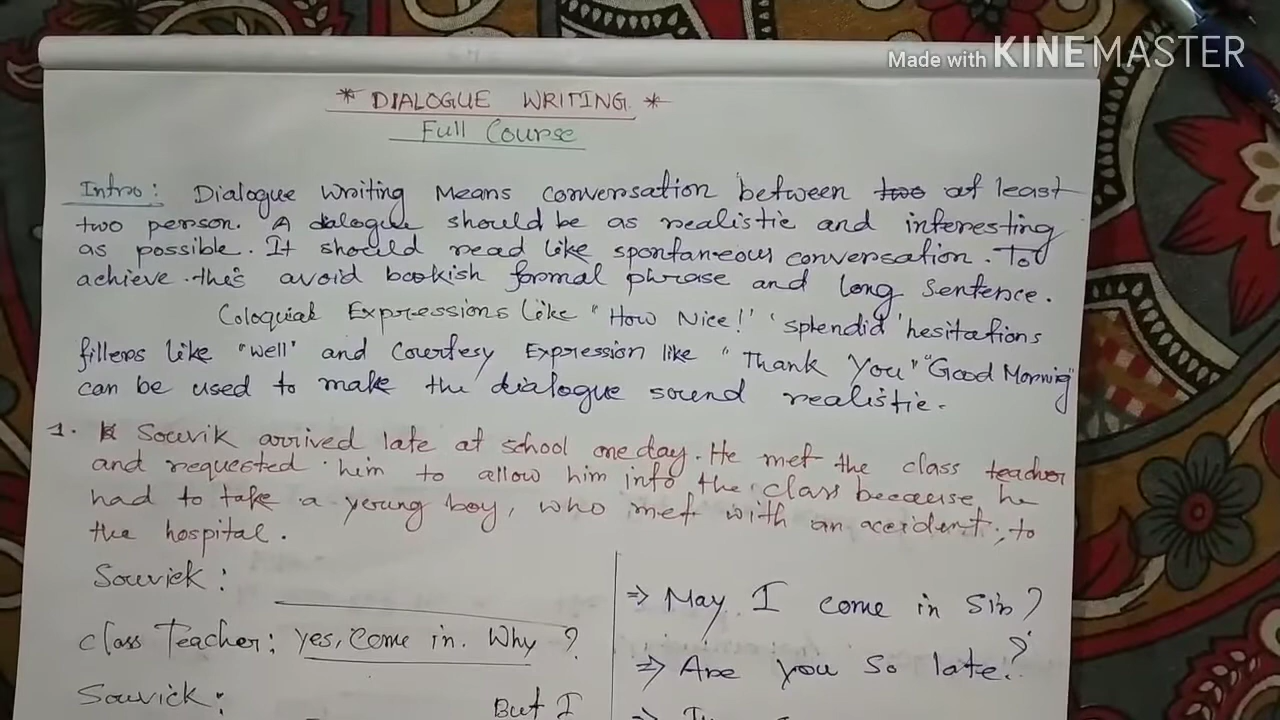 Made with KINEMASTER
* DIALOGUE WRITING. *
Full Course
Intro: Dialogue writing Means conversation between two at least
two person. A dalogue should be as realistic and interesting
as possible. It should read like spontaneous conversation. To
achieve this avoid bookish formal phrase and long sentence.
Coloquial Expressions like "How Nice!" 'splendid' hesitations
fillers like "well" and Courtesy Expression like "Thank You" "Good Mornig"
can be used to make the dialogue sound realistic.
1. Souvik arrived late at school one day. He met the class teacher
and requested him to allow him into the class because he
had to take a young boy, who met with an accident, to
the hospital.
Souvick:
⇒ May I come in Sir?
Class Teacher: yes, come in. Why ?
⇒ Are you so late?
Souvick: But I